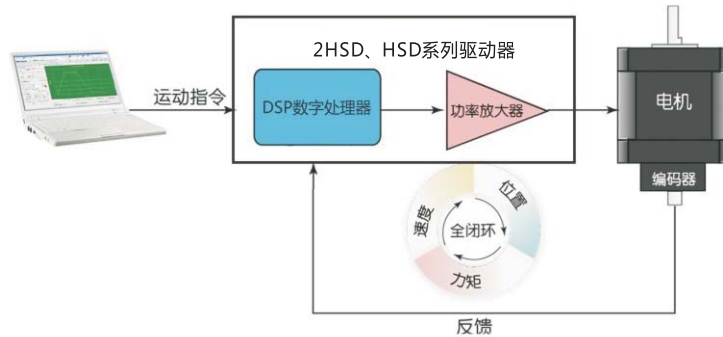 2HSD、HSD系列驱动器
运动指令
DSP数字处理器
功率放大器
电机
编码器
位置
速度
全闭环
力矩
反馈